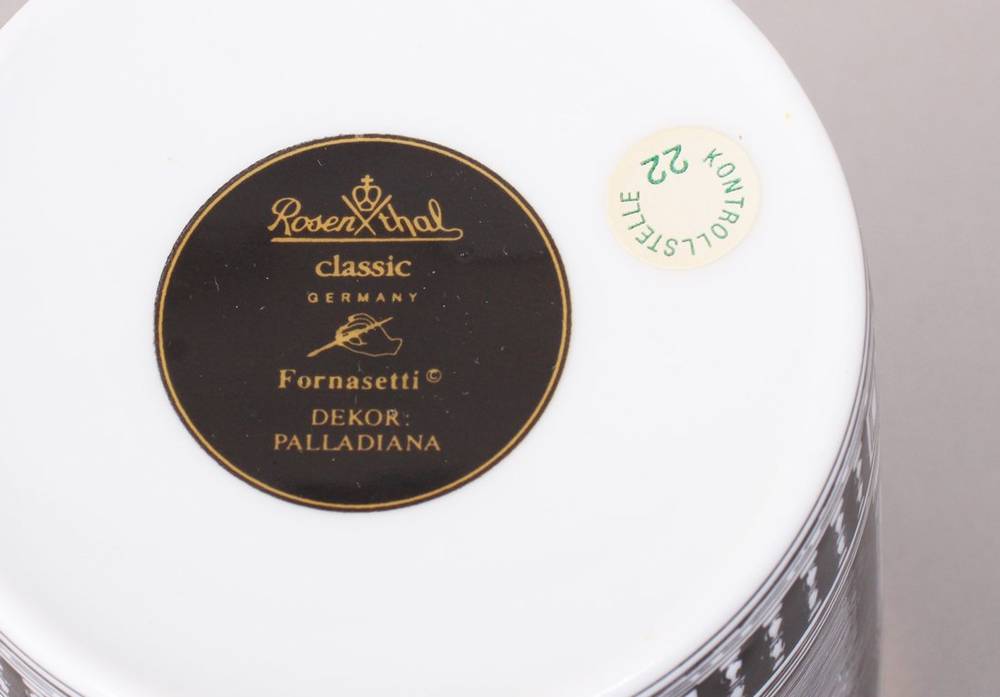 Rosenthal
classic
GERMANY
Fornasetti©
DEKOR:
PALLADIANA
KONTROLLSTELLE
22